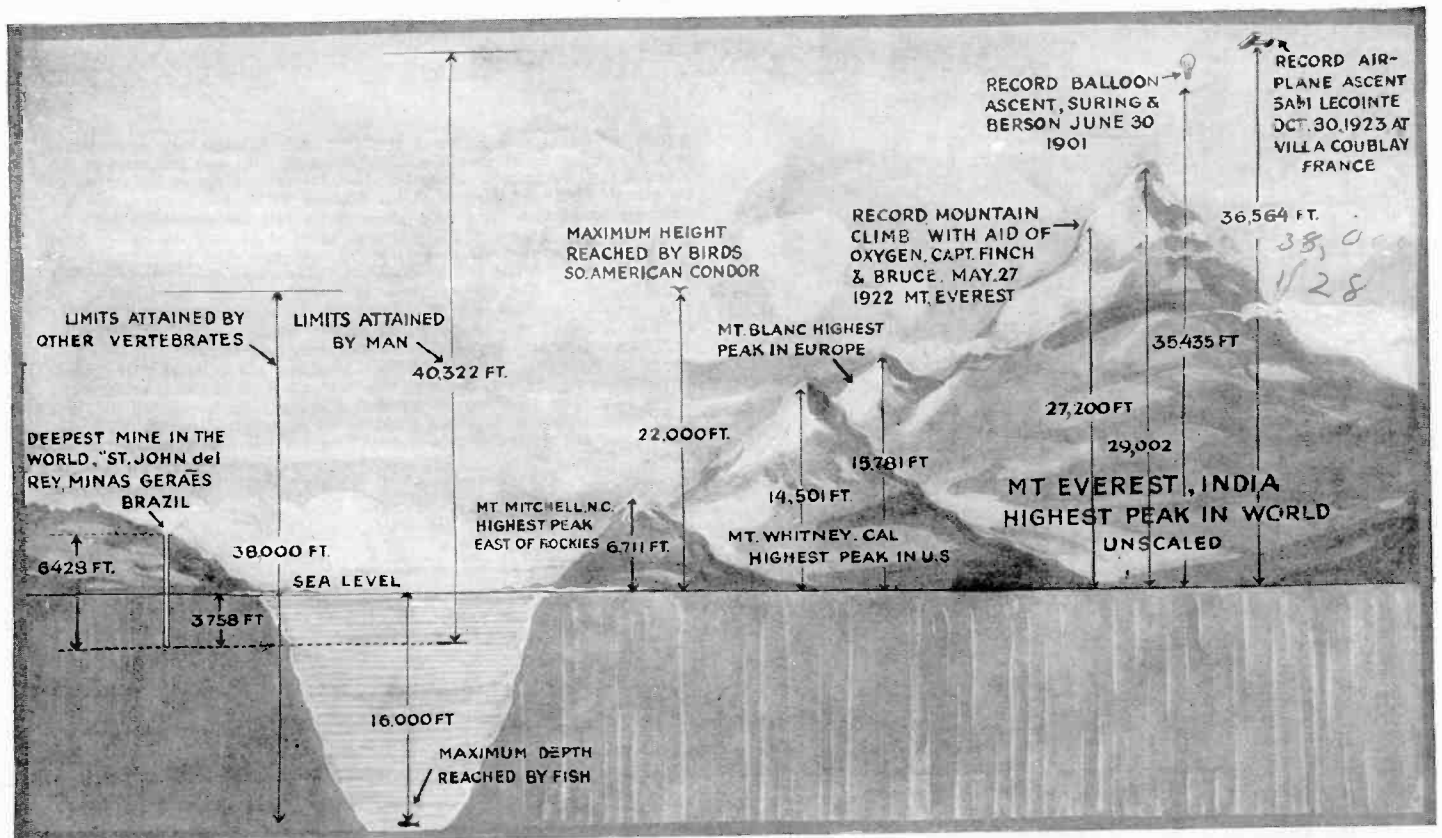 RECORD AIR-
PLANE ASCENT
SADI LECOINTE
OCT. 30, 1923 AT
VILLA COUBLAY
FRANCE
RECORD BALLOON
ASCENT, SURING &
BERSON JUNE 30
1901
RECORD MOUNTAIN
CLIMB WITH AID OF
OXYGEN, CAPT. FINCH
& BRUCE. MAY. 27
1922 MT. EVEREST
36,564 FT.
38, 0
1/28
MAXIMUM HEIGHT
REACHED BY BIRDS
SO. AMERICAN CONDOR
LIMITS ATTAINED BY
OTHER VERTEBRATES
LIMITS ATTAINED
BY MAN
40,322 FT.
MT. BLANC HIGHEST
PEAK IN EUROPE
35,435 FT
27,200 FT
29,002
22,000 FT.
15,781 FT
14,501 FT.
DEEPEST MINE IN THE
WORLD, "ST. JOHN del
REY, MINAS GERAËS
BRAZIL
MT MITCHELL, N.C.
HIGHEST PEAK
EAST OF ROCKIES
6,711 FT.
MT. WHITNEY. CAL
HIGHEST PEAK IN U.S
MT EVEREST, INDIA
HIGHEST PEAK IN WORLD
UNSCALED
6428 FT.
38,000 FT.
SEA LEVEL
3758 FT
16,000 FT
MAXIMUM DEPTH
REACHED BY FISH